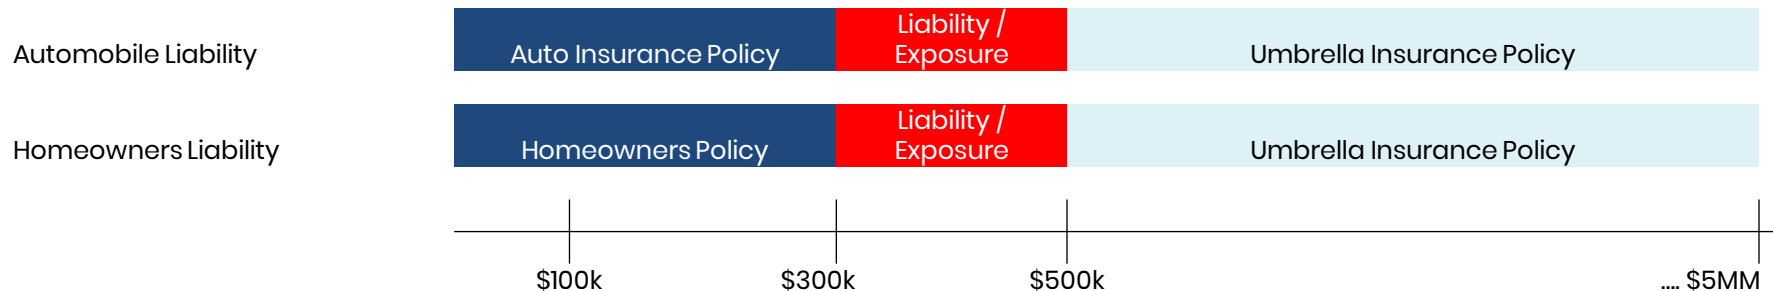 Automobile Liability
Auto Insurance Policy
Liability /
Exposure
Umbrella Insurance Policy
Homeowners Liability
Homeowners Policy
Liability /
Exposure
Umbrella Insurance Policy
$100k
$300k
$500k
.... $5MM